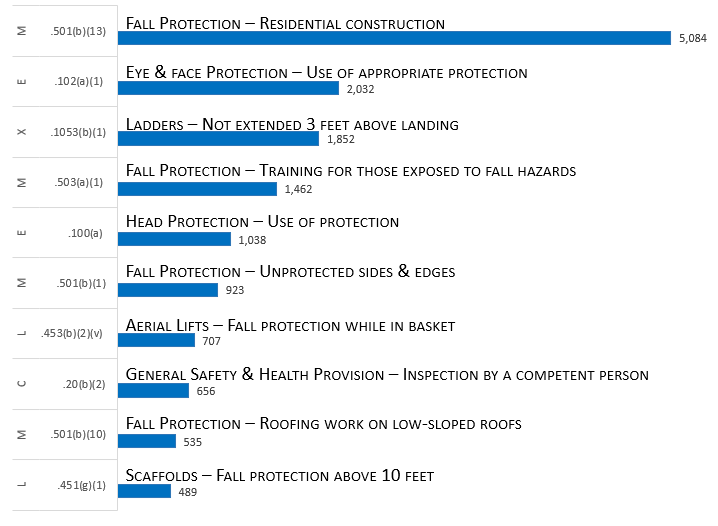 Fall Protection – Residential construction
M .501(b)(13) 5,084
Eye & face Protection – Use of appropriate protection
E .102(a)(1) 2,032
Ladders – Not extended 3 feet above landing
X .1053(b)(1) 1,852
Fall Protection – Training for those exposed to fall hazards
M .503(a)(1) 1,462
Head Protection – Use of protection
E .100(a) 1,038
Fall Protection – Unprotected sides & edges
M .501(b)(1) 923
Aerial Lifts – Fall protection while in basket
L .453(b)(2)(v) 707
General Safety & Health Provision – Inspection by a competent person
C .20(b)(2) 656
Fall Protection – Roofing work on low-sloped roofs
M .501(b)(10) 535
Scaffolds – Fall protection above 10 feet
L .451(g)(1) 489